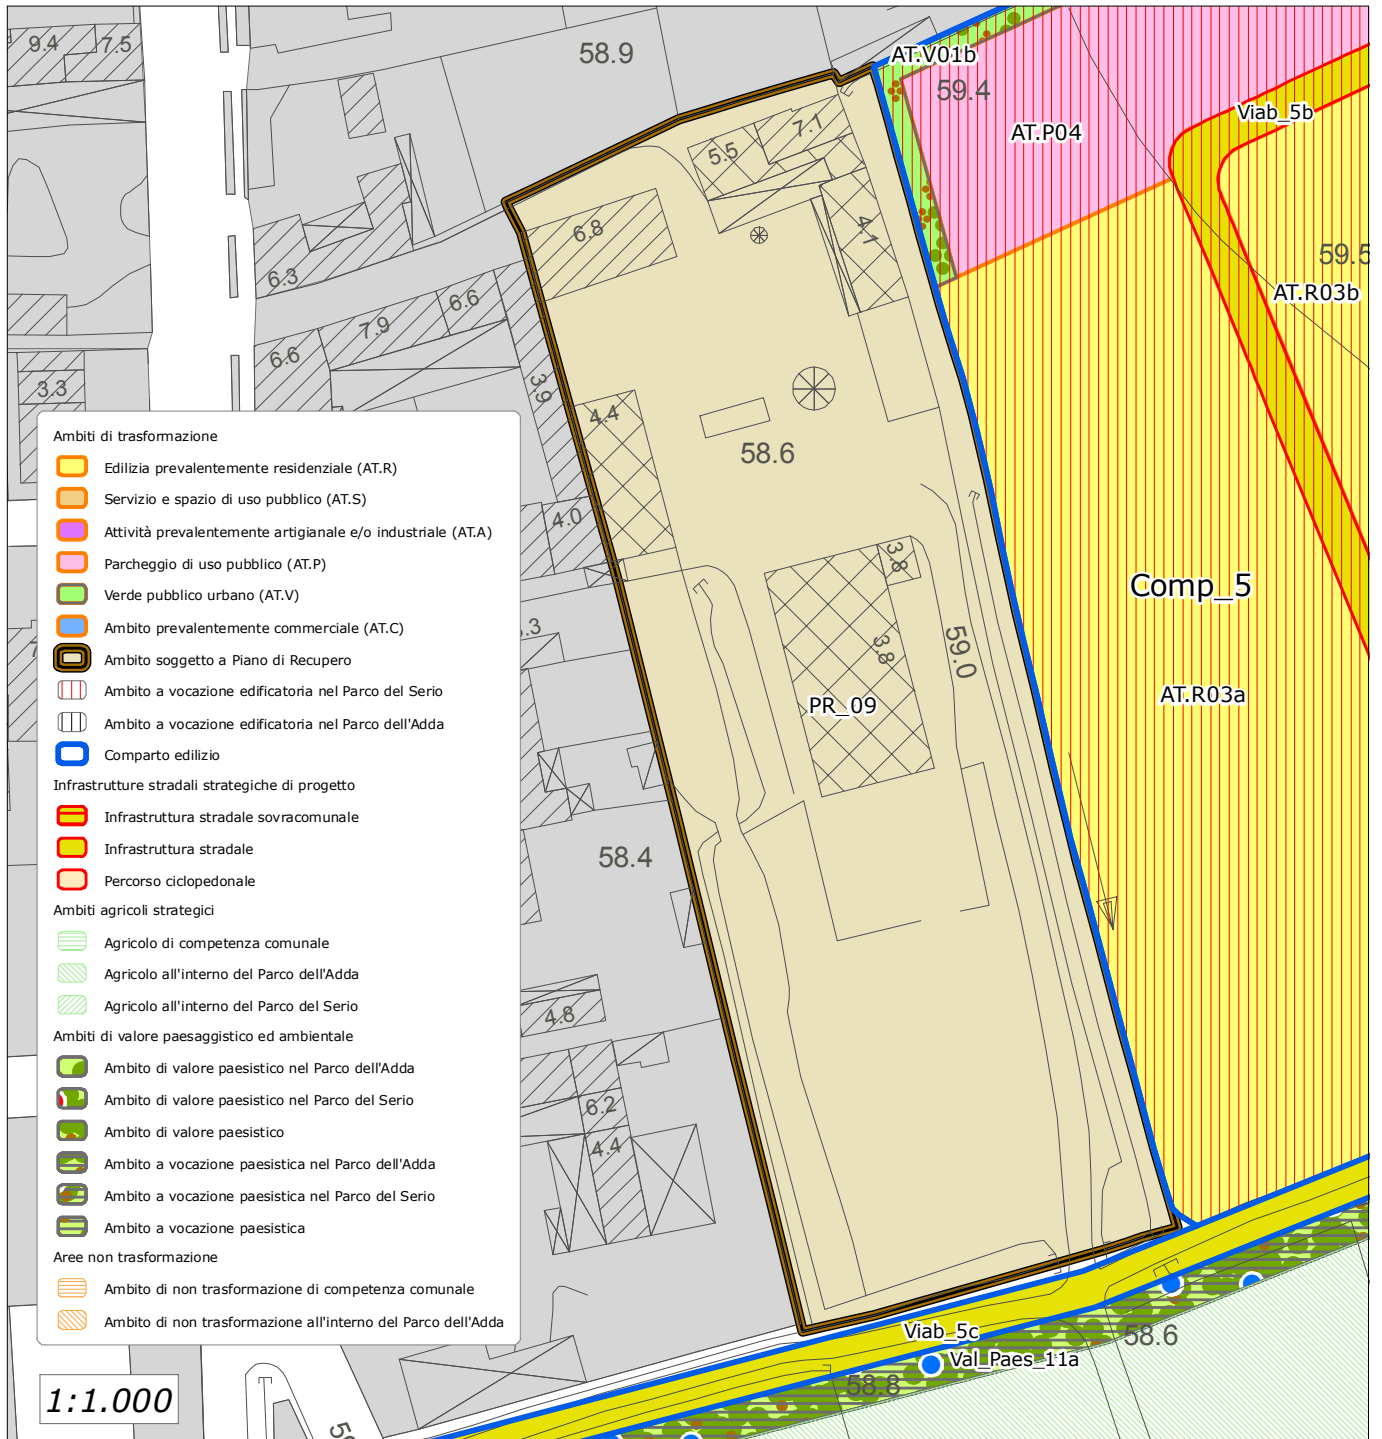 9.4
7.5
58.9
AT.V01b
59.4
AT.P04
Viab_5b
7.1
5.5
4.1
6.8
59.5
AT.R03b
6.3
6.6
7.9
6.6
3.3
3.9
4.4
58.6
4.0
3.8
3.8
59.0
Comp_5
AT.R03a
PR_09
58.4
4.8
6.2
4.4
Ambiti di trasformazione
Edilizia prevalentemente residenziale (AT.R)
Servizio e spazio di uso pubblico (AT.S)
Attività prevalentemente artigianale e/o industriale (AT.A)
Parcheggio di uso pubblico (AT.P)
Verde pubblico urbano (AT.V)
Ambito prevalentemente commerciale (AT.C)
Ambito soggetto a Piano di Recupero
Ambito a vocazione edificatoria nel Parco del Serio
Ambito a vocazione edificatoria nel Parco dell'Adda
Comparto edilizio
Infrastrutture stradali strategiche di progetto
Infrastruttura stradale sovracomunale
Infrastruttura stradale
Percorso ciclopedonale
Ambiti agricoli strategici
Agricolo di competenza comunale
Agricolo all'interno del Parco dell'Adda
Agricolo all'interno del Parco del Serio
Ambiti di valore paesaggistico ed ambientale
Ambito di valore paesistico nel Parco dell'Adda
Ambito di valore paesistico nel Parco del Serio
Ambito di valore paesistico
Ambito a vocazione paesistica nel Parco dell'Adda
Ambito a vocazione paesistica nel Parco del Serio
Ambito a vocazione paesistica
Aree non trasformazione
Ambito di non trasformazione di competenza comunale
Ambito di non trasformazione all'interno del Parco dell'Adda
Viab_5c
58.6
Val_Paes_11a
58.8
1:1.000